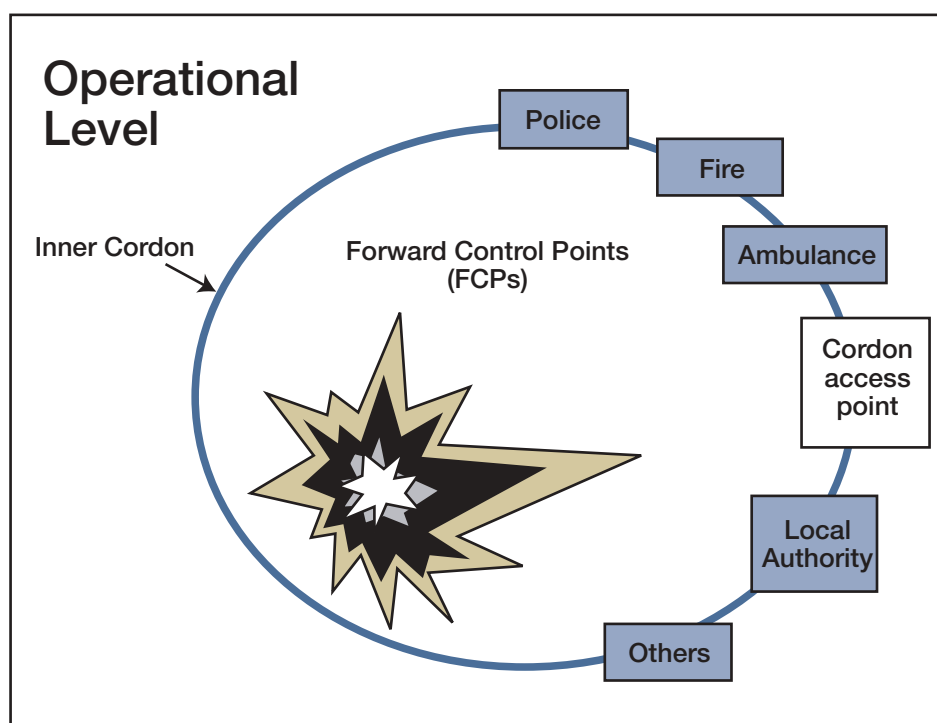 Operational
Level
Police
Fire
Inner Cordon
Forward Control Points
(FCPs)
Ambulance
Cordon
access
point
Local
Authority
Others